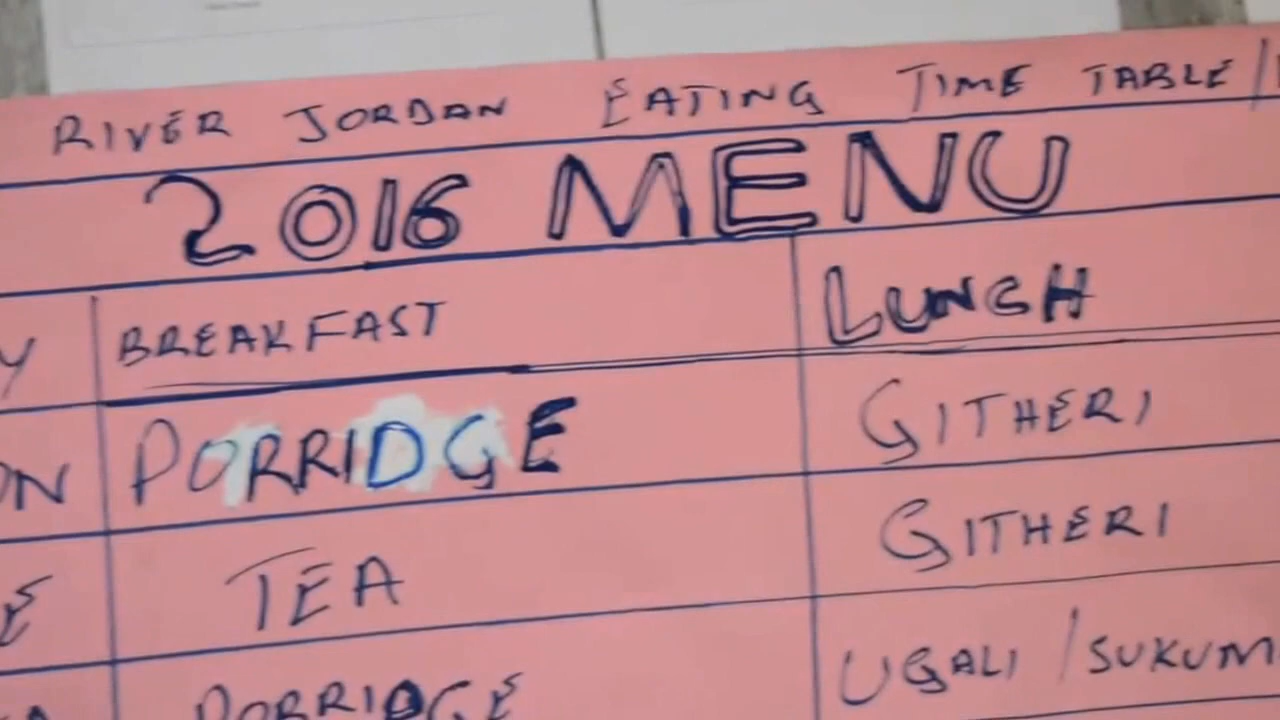 RIVER JORDAN EATING TIME TABLE/
2016 MENU
BREAKFAST LUNCH
PORRIDGE GITHERI
TEA GITHERI
PORRIDGE UGALI/SUKUM